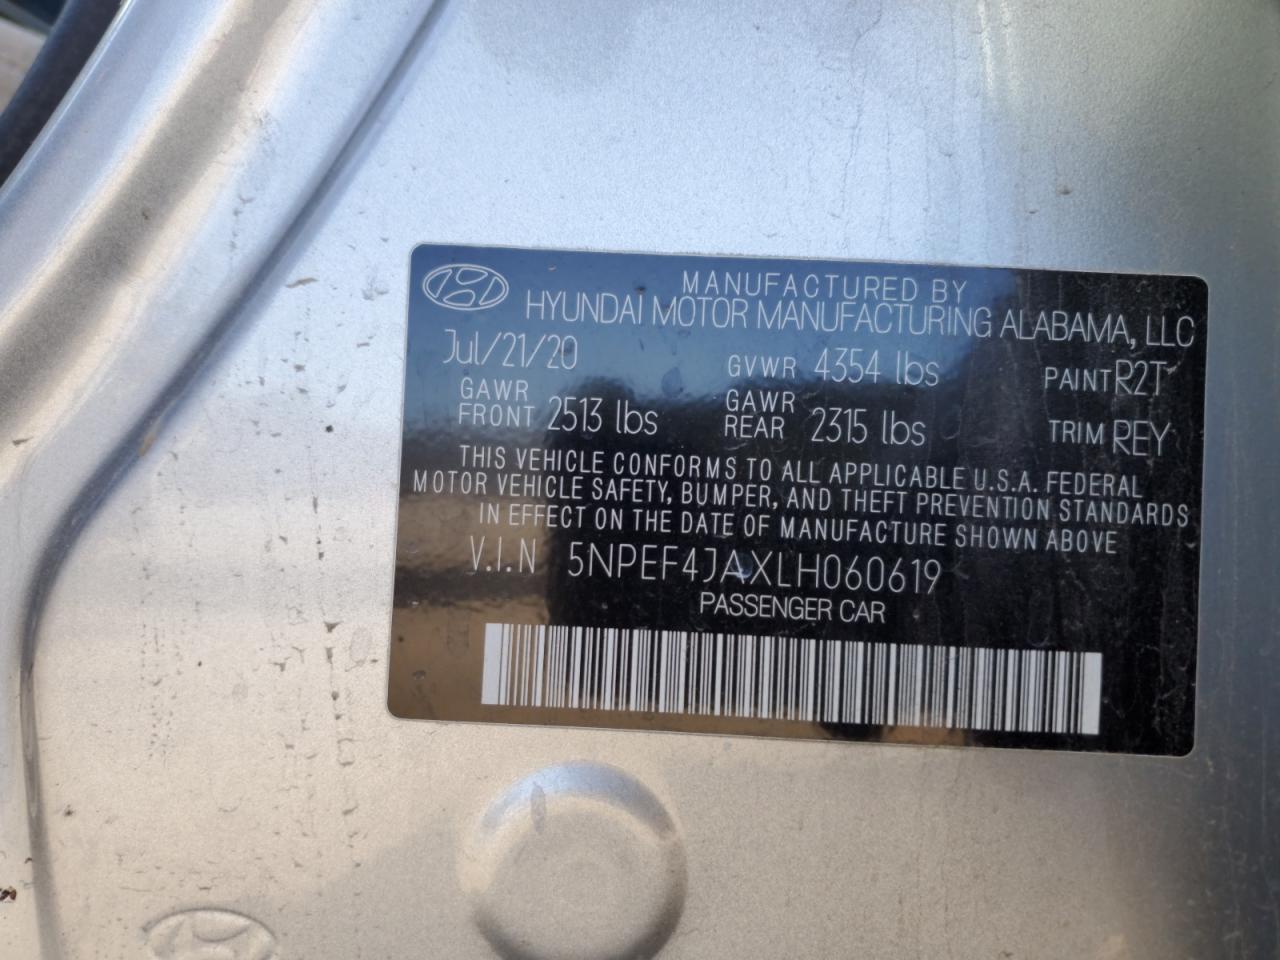 MANUFACTURED BY
HYUNDAI MOTOR MANUFACTURING ALABAMA, LLC
Jul/21/20 GVWR 4354 lbs PAINT R2T
GAWR FRONT 2513 lbs GAWR REAR 2315 lbs TRIM REY
THIS VEHICLE CONFORMS TO ALL APPLICABLE U.S.A. FEDERAL
MOTOR VEHICLE SAFETY, BUMPER, AND THEFT PREVENTION STANDARDS
IN EFFECT ON THE DATE OF MANUFACTURE SHOWN ABOVE
V.I.N 5NPEF4JAXLH060619
PASSENGER CAR